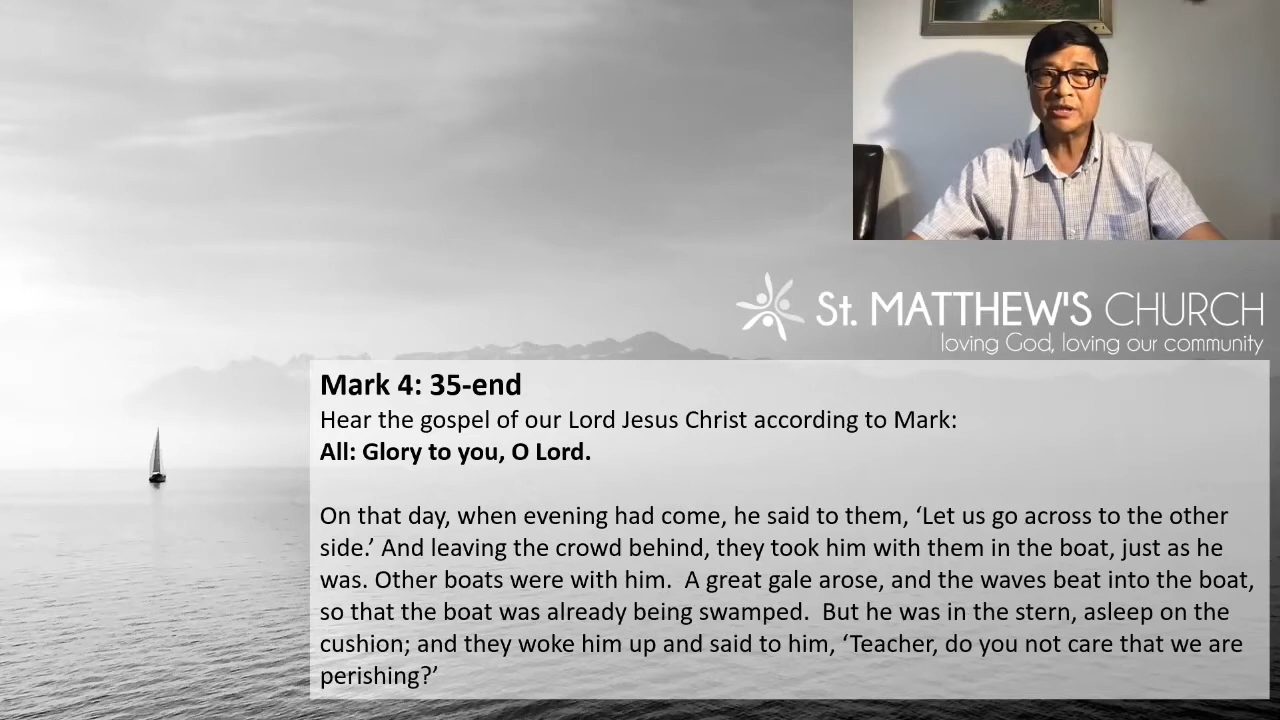 St. MATTHEW'S CHURCH
loving God, loving our community
Mark 4: 35-end
Hear the gospel of our Lord Jesus Christ according to Mark:
All: Glory to you, O Lord.
On that day, when evening had come, he said to them, ‘Let us go across to the other
side.’ And leaving the crowd behind, they took him with them in the boat, just as he
was. Other boats were with him.  A great gale arose, and the waves beat into the boat,
so that the boat was already being swamped.  But he was in the stern, asleep on the
cushion; and they woke him up and said to him, ‘Teacher, do you not care that we are
perishing?’